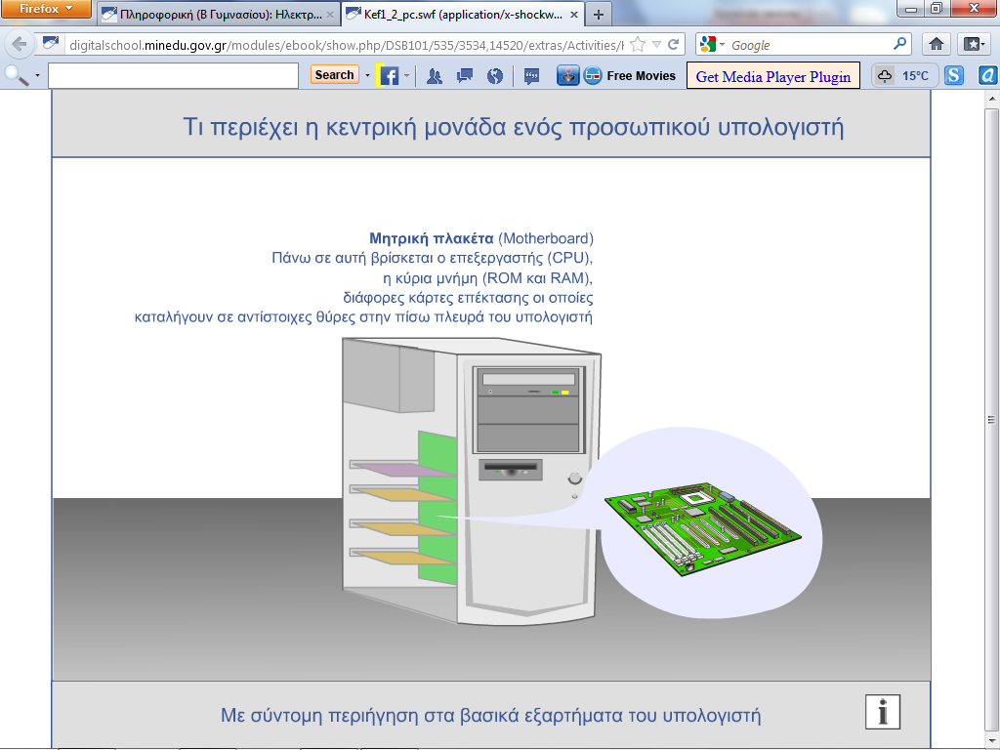 Firefox
Πληροφορική (Β Γυμνασίου): Ηλεκτρ...
Kef1_2_pc.swf (application/x-shockw...
digitalschool.minedu.gov.gr/modules/ebook/show.php/DSB101/535/3534,14520/extras/Activities/
Google
Search
Free Movies
Get Media Player Plugin
15°C
Τι περιέχει η κεντρική μονάδα ενός προσωπικού υπολογιστή
Μητρική πλακέτα (Motherboard)
Πάνω σε αυτή βρίσκεται ο επεξεργαστής (CPU),
η κύρια μνήμη (ROM και RAM),
διάφορες κάρτες επέκτασης οι οποίες
καταλήγουν σε αντίστοιχες θύρες στην πίσω πλευρά του υπολογιστή
Με σύντομη περιήγηση στα βασικά εξαρτήματα του υπολογιστή
i